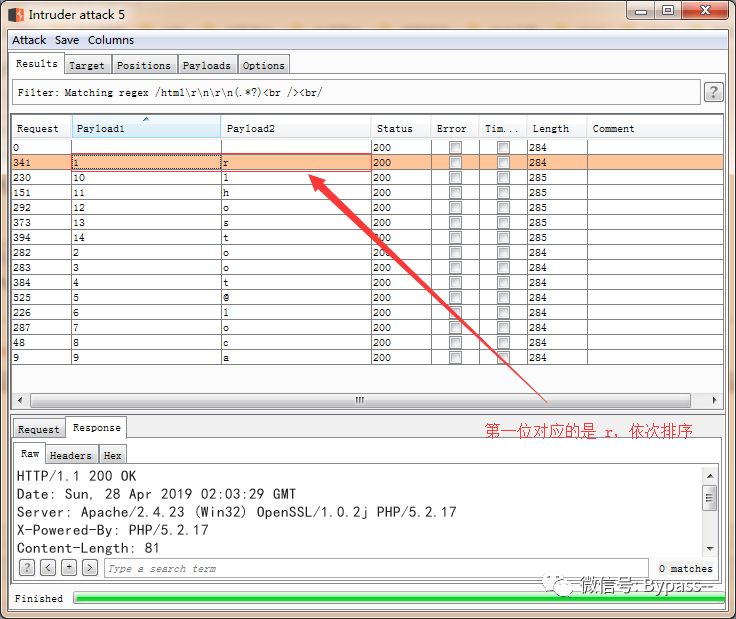 Intruder attack 5
Attack Save Columns
Results Target Positions Payloads Options
Filter: Matching regex /html\r\n\r\n(.*?)<br /><br/
?
Request Payload1 Payload2 Status Error Tim... Length Comment
0 200 284
341 1 r 200 284
230 10 l 200 285
151 11 h 200 285
292 12 o 200 285
373 13 s 200 285
394 14 t 200 285
282 2 o 200 284
283 3 o 200 284
384 4 t 200 284
525 5 @ 200 284
226 6 l 200 284
287 7 o 200 284
48 8 c 200 284
9 9 a 200 284
第一位对应的是 r, 依次排序
Request Response
Raw Headers Hex
HTTP/1.1 200 OK
Date: Sun, 28 Apr 2019 02:03:29 GMT
Server: Apache/2.4.23 (Win32) OpenSSL/1.0.2j PHP/5.2.17
X-Powered-By: PHP/5.2.17
Content-Length: 81
? < + > Type a search term 0 matches
微信号: Bypass--
Finished